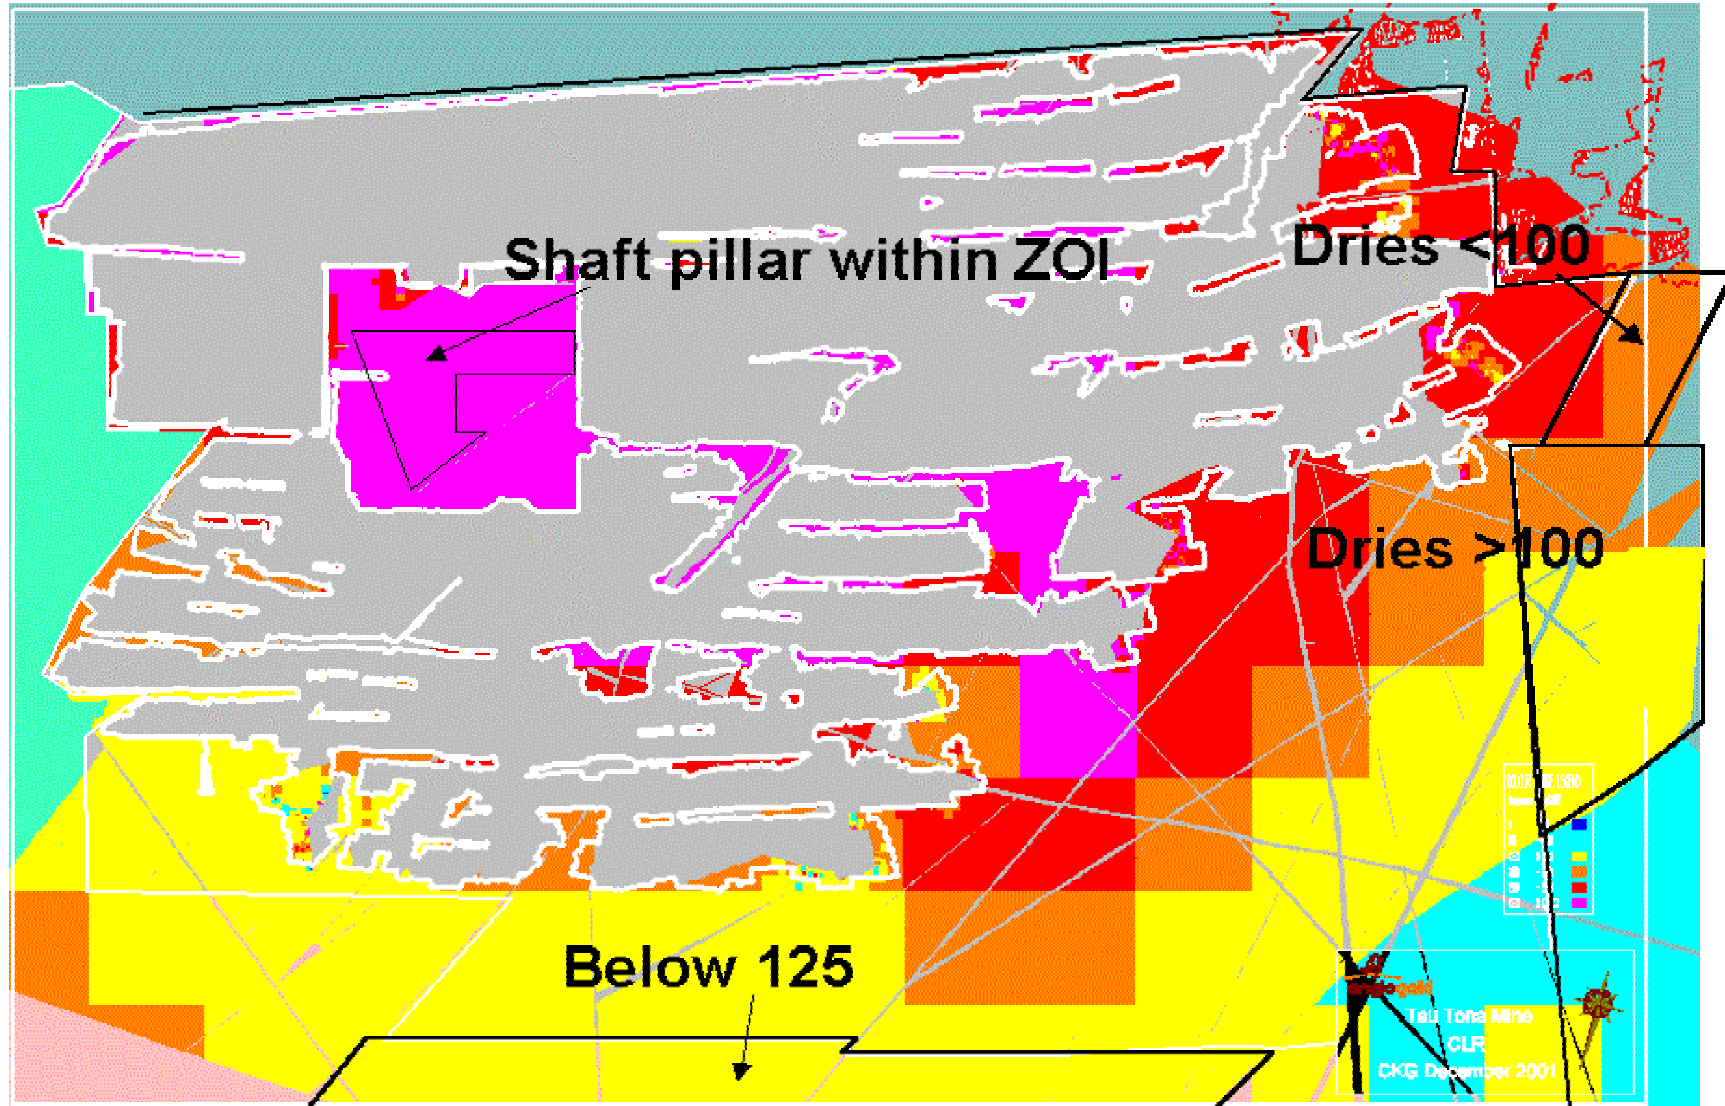 Shaft pillar within ZOI
Dries <100
Dries >100
Below 125
Tau Tona Mine
CLR
CKG December 2001